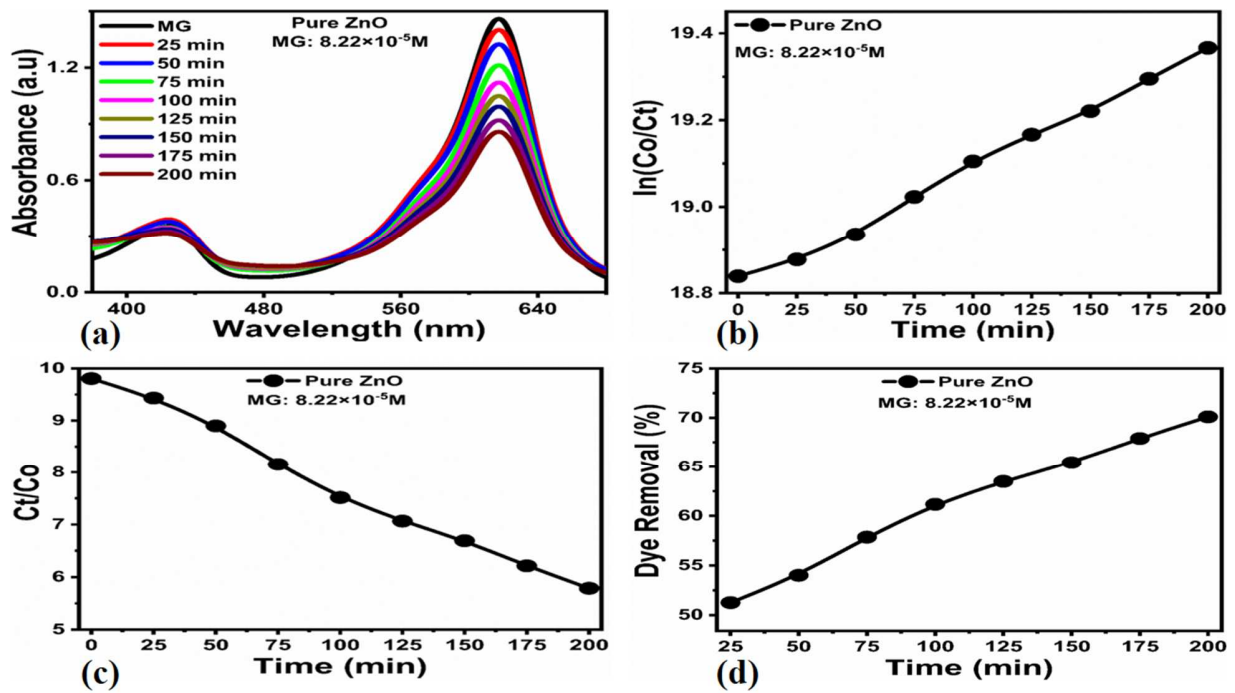 Absorbance (a.u)
1.2
0.6
0.0
MG
25 min
50 min
75 min
100 min
125 min
150 min
175 min
200 min
Pure ZnO
MG: 8.22×10⁻⁵M
400 480 560 640
Wavelength (nm)
(a)
ln(Co/Ct)
19.4
19.2
19.0
18.8
Pure ZnO
MG: 8.22×10⁻⁵M
0 25 50 75 100 125 150 175 200
Time (min)
(b)
Ct/Co
10
9
8
7
6
5
Pure ZnO
MG: 8.22×10⁻⁵M
0 25 50 75 100 125 150 175 200
Time (min)
(c)
Dye Removal (%)
75
70
65
60
55
50
Pure ZnO
MG: 8.22×10⁻⁵M
25 50 75 100 125 150 175 200
Time (min)
(d)